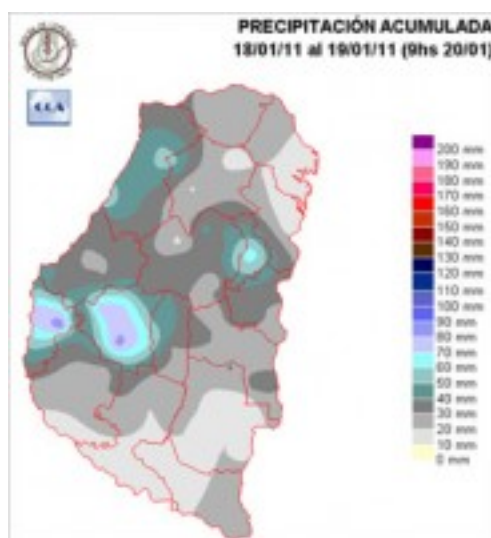 PRECIPITACIÓN ACUMULADA
18/01/11 al 19/01/11 (9hs 20/01)
CCA
200 mm
190 mm
180 mm
170 mm
160 mm
150 mm
140 mm
130 mm
120 mm
110 mm
100 mm
90 mm
80 mm
70 mm
60 mm
50 mm
40 mm
30 mm
20 mm
10 mm
0 mm